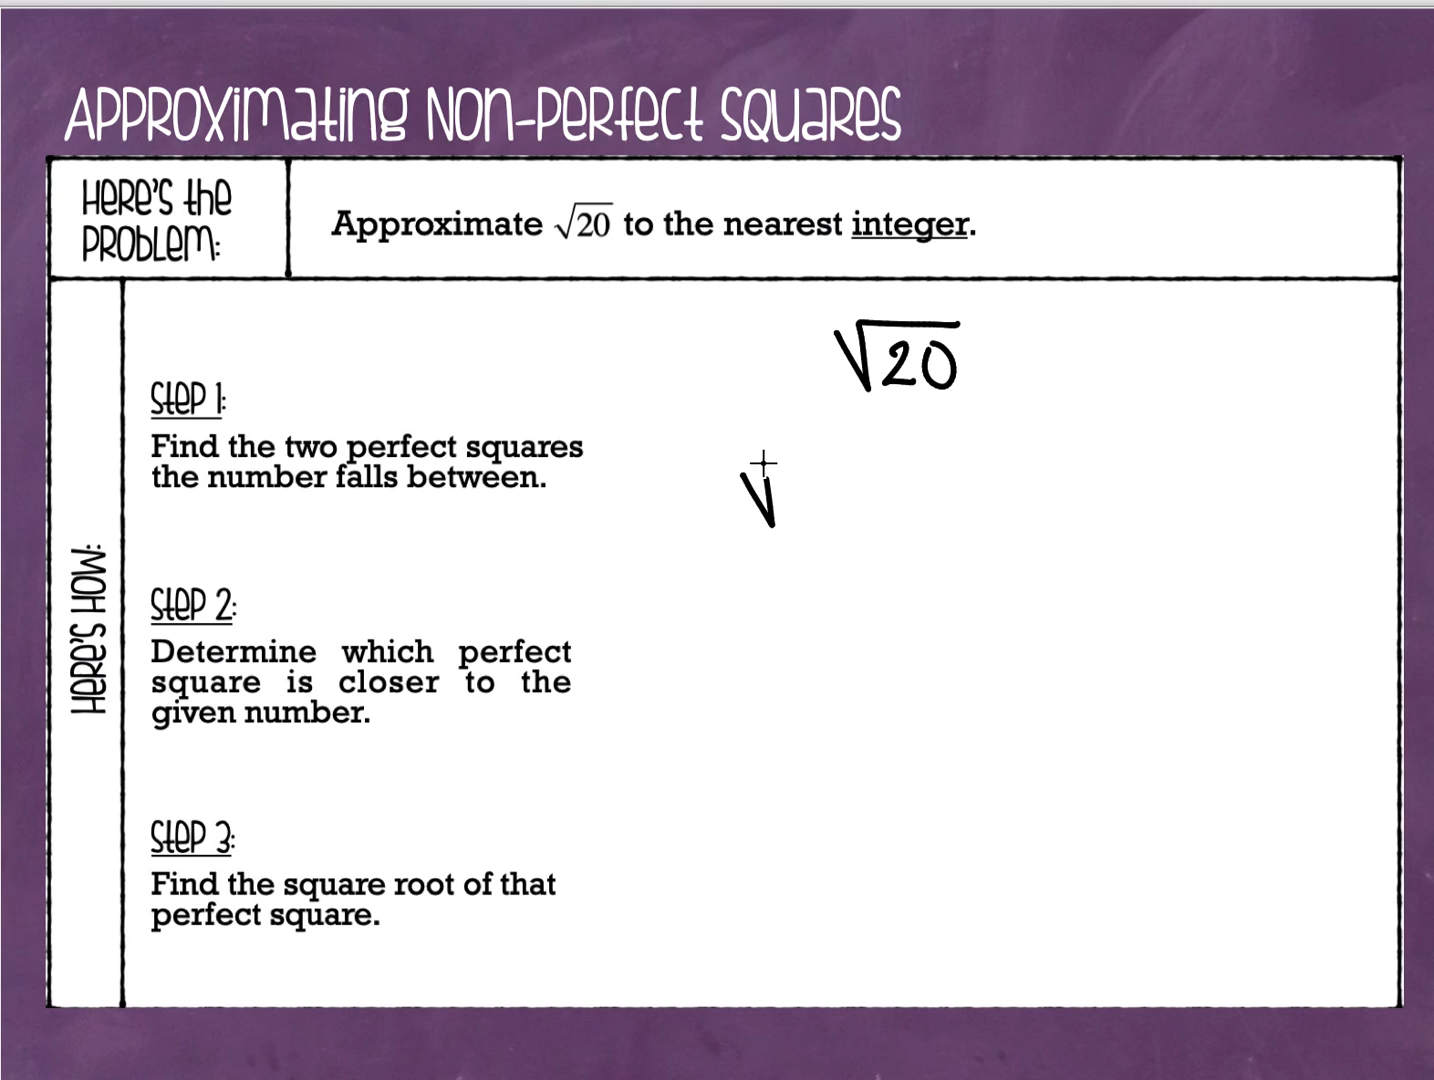 Approximating Non-Perfect Squares
Here's the
Problem:
Approximate √20 to the nearest integer.
√20
Step 1:
Find the two perfect squares
the number falls between.
√
Here's How:
Step 2:
Determine which perfect
square is closer to the
given number.
Step 3:
Find the square root of that
perfect square.